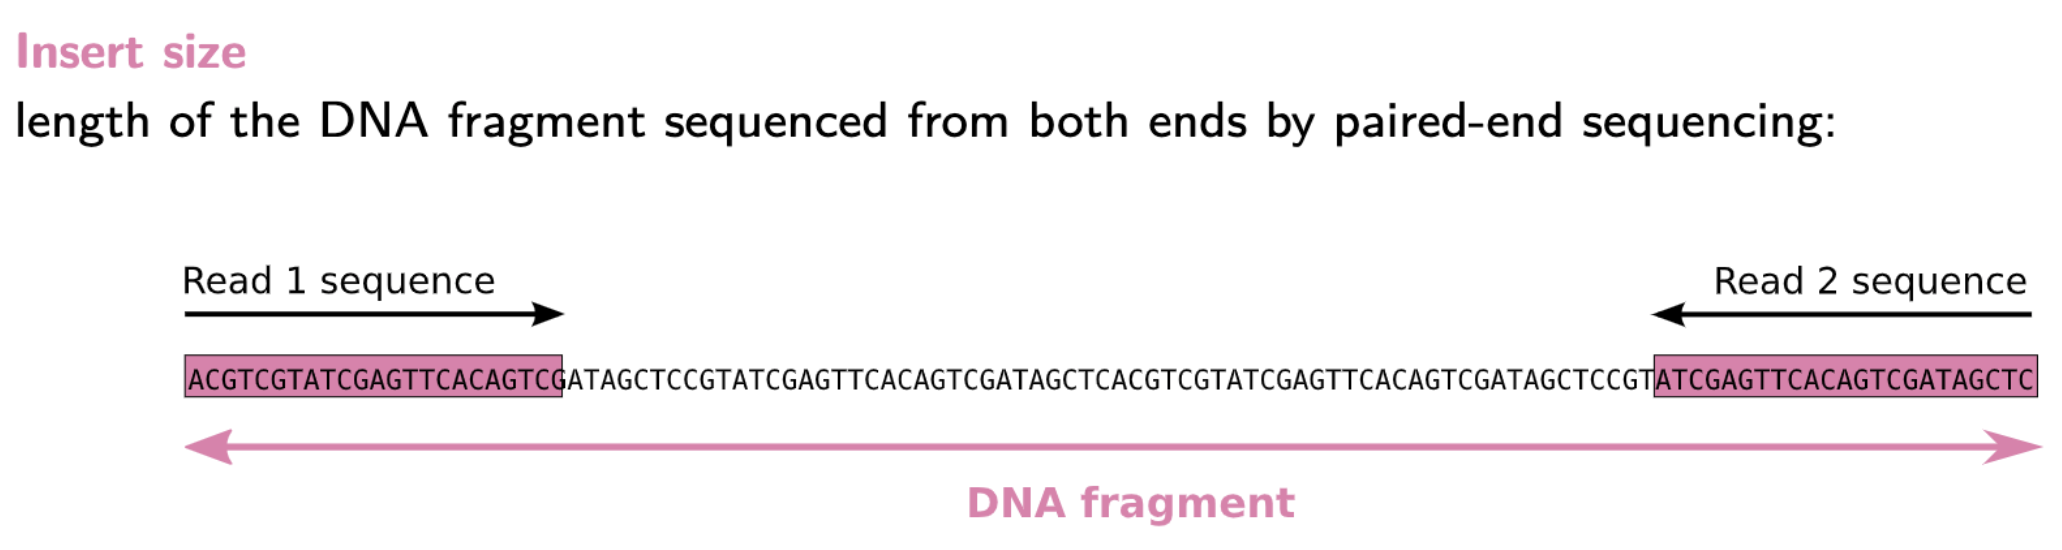 Insert size
length of the DNA fragment sequenced from both ends by paired-end sequencing:
Read 1 sequence Read 2 sequence
ACGTCGTATCGAGTTCACAGTCGATAGCTCCGTATCGAGTTCACAGTCGATAGCTCACGTCGTATCGAGTTCACAGTCGATAGCTCCGTATCGAGTTCACAGTCGATAGCTC
DNA fragment